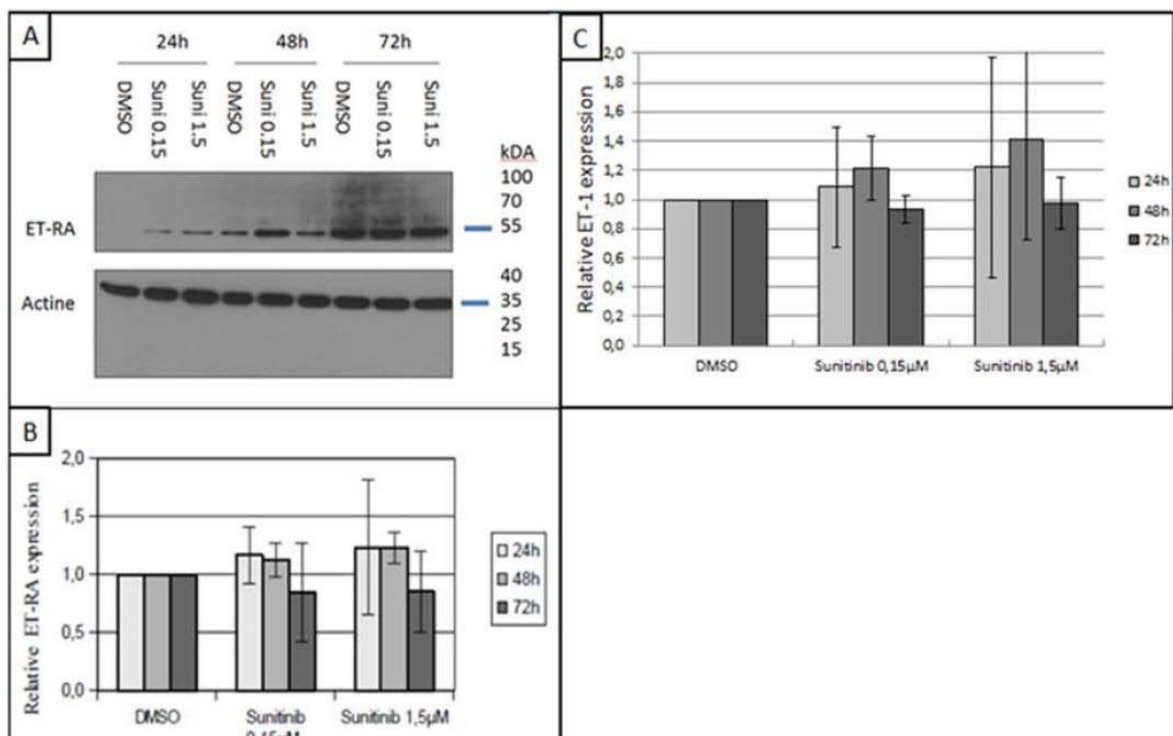 A
24h 48h 72h
DMSO Suni 0.15 Suni 1.5 DMSO Suni 0.15 Suni 1.5 DMSO Suni 0.15 Suni 1.5
kDA
100
70
ET-RA 55
40
Actine 35
25
15
B
Relative ET-RA expression
2,0
1,5
1,0
0,5
0,0
DMSO Sunitinib 0,15µM Sunitinib 1,5µM
24h
48h
72h
C
Relative ET-1 expression
2,0
1,8
1,6
1,4
1,2
1,0
0,8
0,6
0,4
0,2
0,0
DMSO Sunitinib 0,15µM Sunitinib 1,5µM
24h
48h
72h